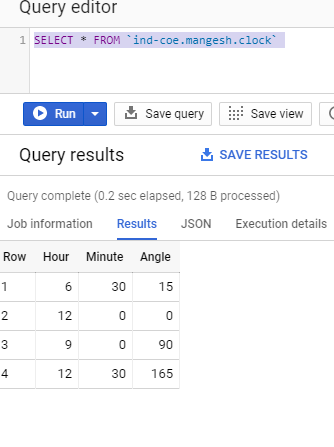 Query editor
1 SELECT * FROM `ind-coe.mangesh.clock`
Run Save query Save view
Query results SAVE RESULTS
Query complete (0.2 sec elapsed, 128 B processed)
Job information Results JSON Execution details
Row Hour Minute Angle
1 6 30 15
2 12 0 0
3 9 0 90
4 12 30 165